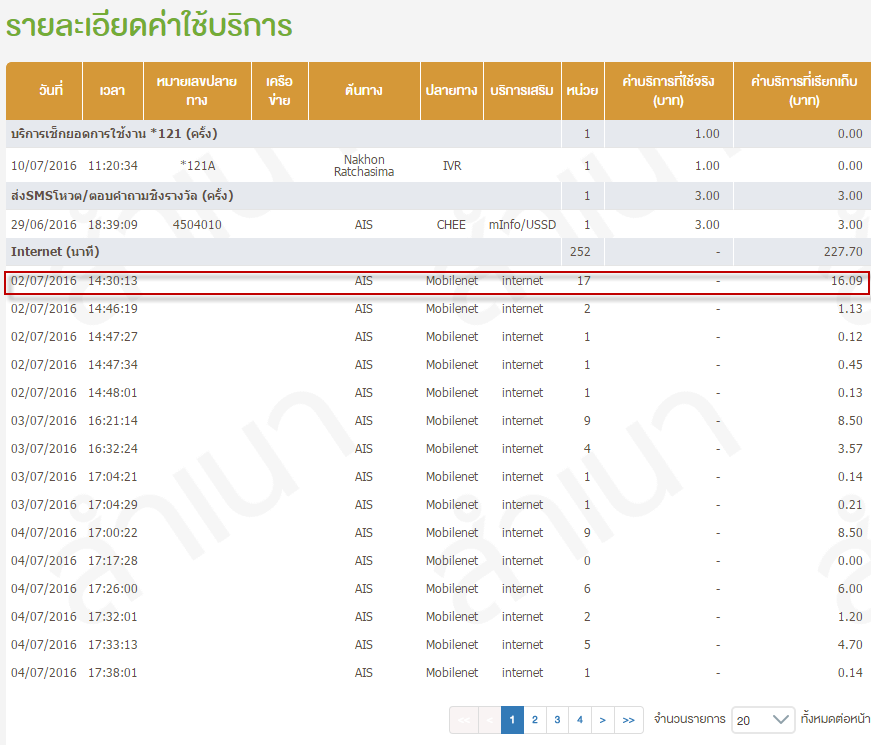 รายละเอียดค่าใช้บริการ
วันที่ เวลา หมายเลขปลายทาง เครือข่าย ต้นทาง ปลายทาง บริการเสริม หน่วย ค่าบริการที่ใช้จริง (บาท) ค่าบริการที่เรียกเก็บ (บาท)
บริการเช็กยอดการใช้งาน *121 (ครั้ง) 1 1.00 0.00
10/07/2016 11:20:34 *121A Nakhon Ratchasima IVR 1 1.00 0.00
ส่งSMSโหวต/ตอบคำถามชิงรางวัล (ครั้ง) 1 3.00 3.00
29/06/2016 18:39:09 4504010 AIS CHEE mInfo/USSD 1 3.00 3.00
Internet (นาที) 252 - 227.70
02/07/2016 14:30:13 AIS Mobilenet internet 17 - 16.09
02/07/2016 14:46:19 AIS Mobilenet internet 2 - 1.13
02/07/2016 14:47:27 AIS Mobilenet internet 1 - 0.12
02/07/2016 14:47:34 AIS Mobilenet internet 1 - 0.45
02/07/2016 14:48:01 AIS Mobilenet internet 1 - 0.13
03/07/2016 16:21:14 AIS Mobilenet internet 9 - 8.50
03/07/2016 16:32:24 AIS Mobilenet internet 4 - 3.57
03/07/2016 17:04:21 AIS Mobilenet internet 1 - 0.14
03/07/2016 17:04:29 AIS Mobilenet internet 1 - 0.21
04/07/2016 17:00:22 AIS Mobilenet internet 9 - 8.50
04/07/2016 17:17:28 AIS Mobilenet internet 0 - 0.00
04/07/2016 17:26:00 AIS Mobilenet internet 6 - 6.00
04/07/2016 17:32:01 AIS Mobilenet internet 2 - 1.20
04/07/2016 17:33:13 AIS Mobilenet internet 5 - 4.70
04/07/2016 17:38:01 AIS Mobilenet internet 1 - 0.14
สำเนา สำเนา
<< < 1 2 3 4 > >> จำนวนรายการ 20 ทั้งหมดต่อหน้า